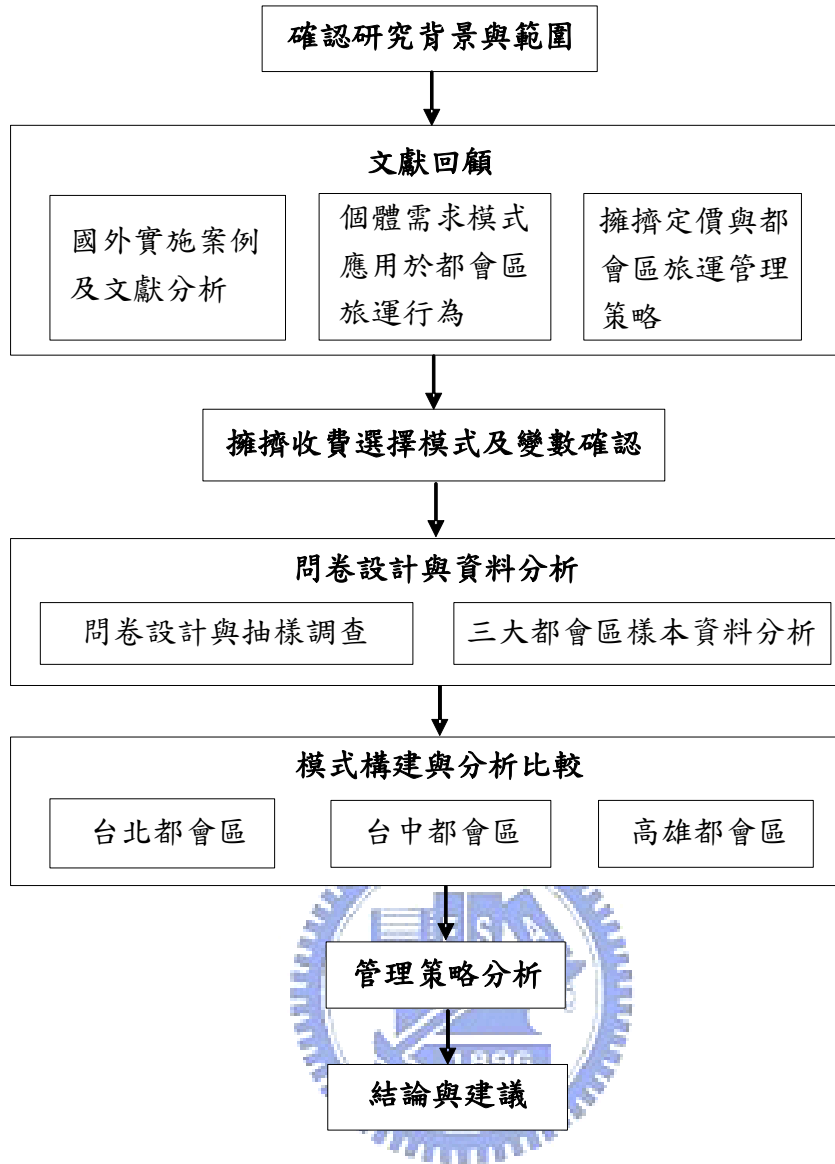 確認研究背景與範圍
文獻回顧
國外實施案例
及文獻分析
個體需求模式
應用於都會區
旅運行為
擁擠定價與都
會區旅運管理
策略
擁擠收費選擇模式及變數確認
問卷設計與資料分析
問卷設計與抽樣調查
三大都會區樣本資料分析
模式構建與分析比較
台北都會區
台中都會區
高雄都會區
管理策略分析
1896
結論與建議